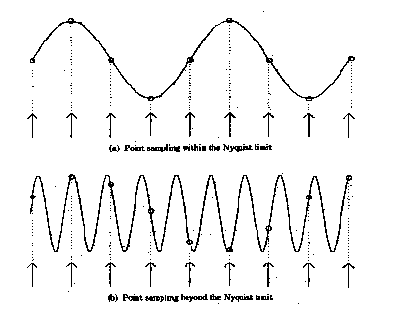 (a) Point sampling within the Nyquist limit
(b) Point sampling beyond the Nyquist limit